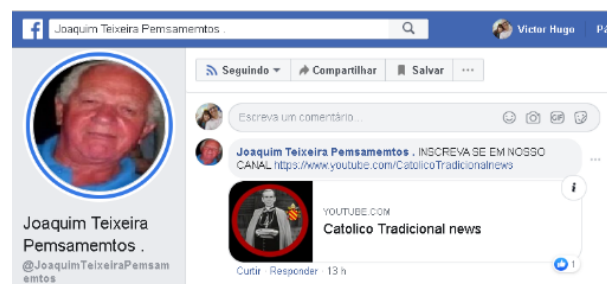 Joaquim Teixeira Pemsamemtos .
Victor Hugo
Seguindo
Compartilhar
Salvar
Escreva um comentário ...
GIF
Joaquim Teixeira Pemsamemtos . INSCREVA SE EM NOSSO
CANAL https://www.youtube.com/CatolicoTradicionalnews
YOUTUBE.COM
Catolico Tradicional news
Curtir · Responder · 13 h
1
Joaquim Teixeira
Pemsamemtos .
@JoaquimTeixeiraPemsam
emtos